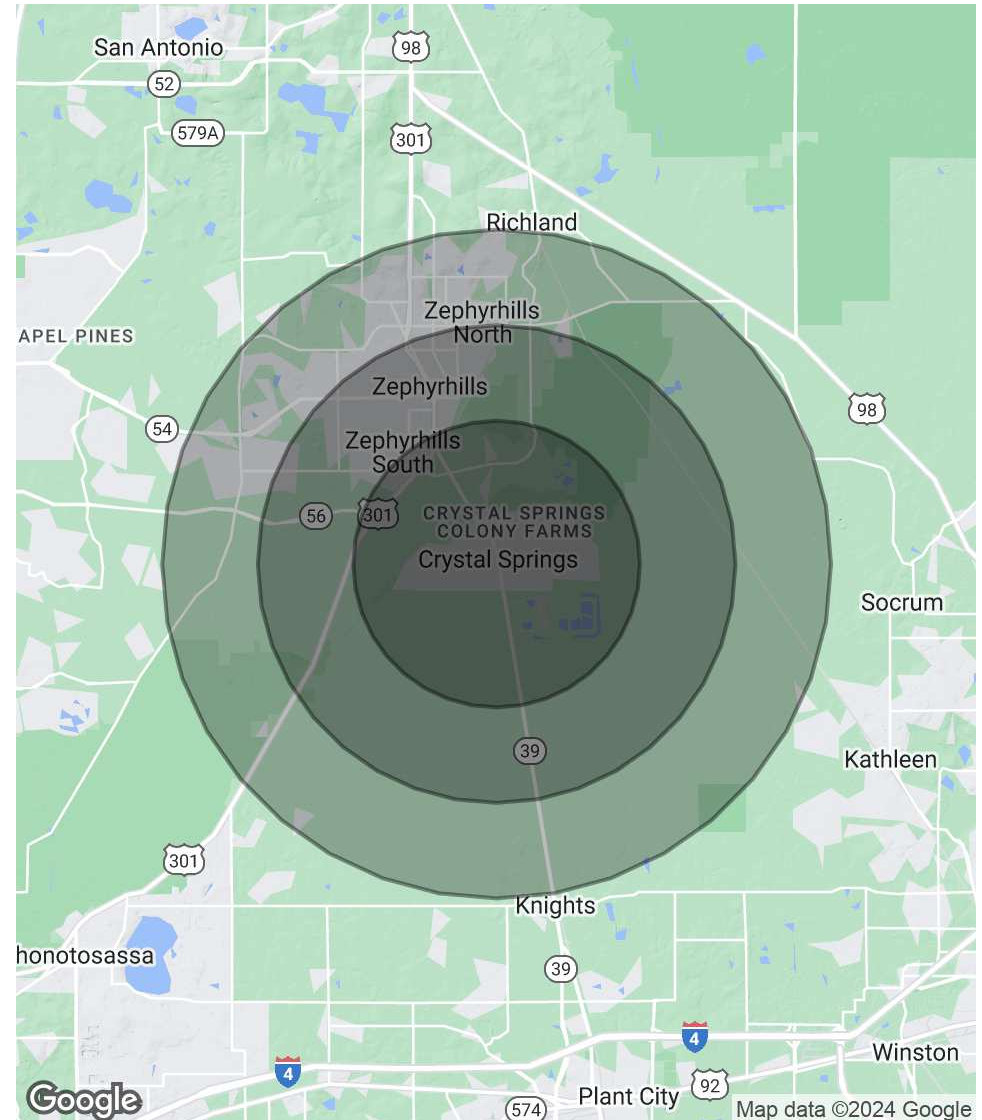 San Antonio
98
52
579A
301
Richland
Zephyrhills
North
APEL PINES
Zephyrhills
98
54
Zephyrhills
South
56
301
CRYSTAL SPRINGS
COLONY FARMS
Crystal Springs
Socrum
39
Kathleen
301
Knights
honotosassa
39
4
4
Winston
92
Plant City
Google
574
Map data ©2024 Google